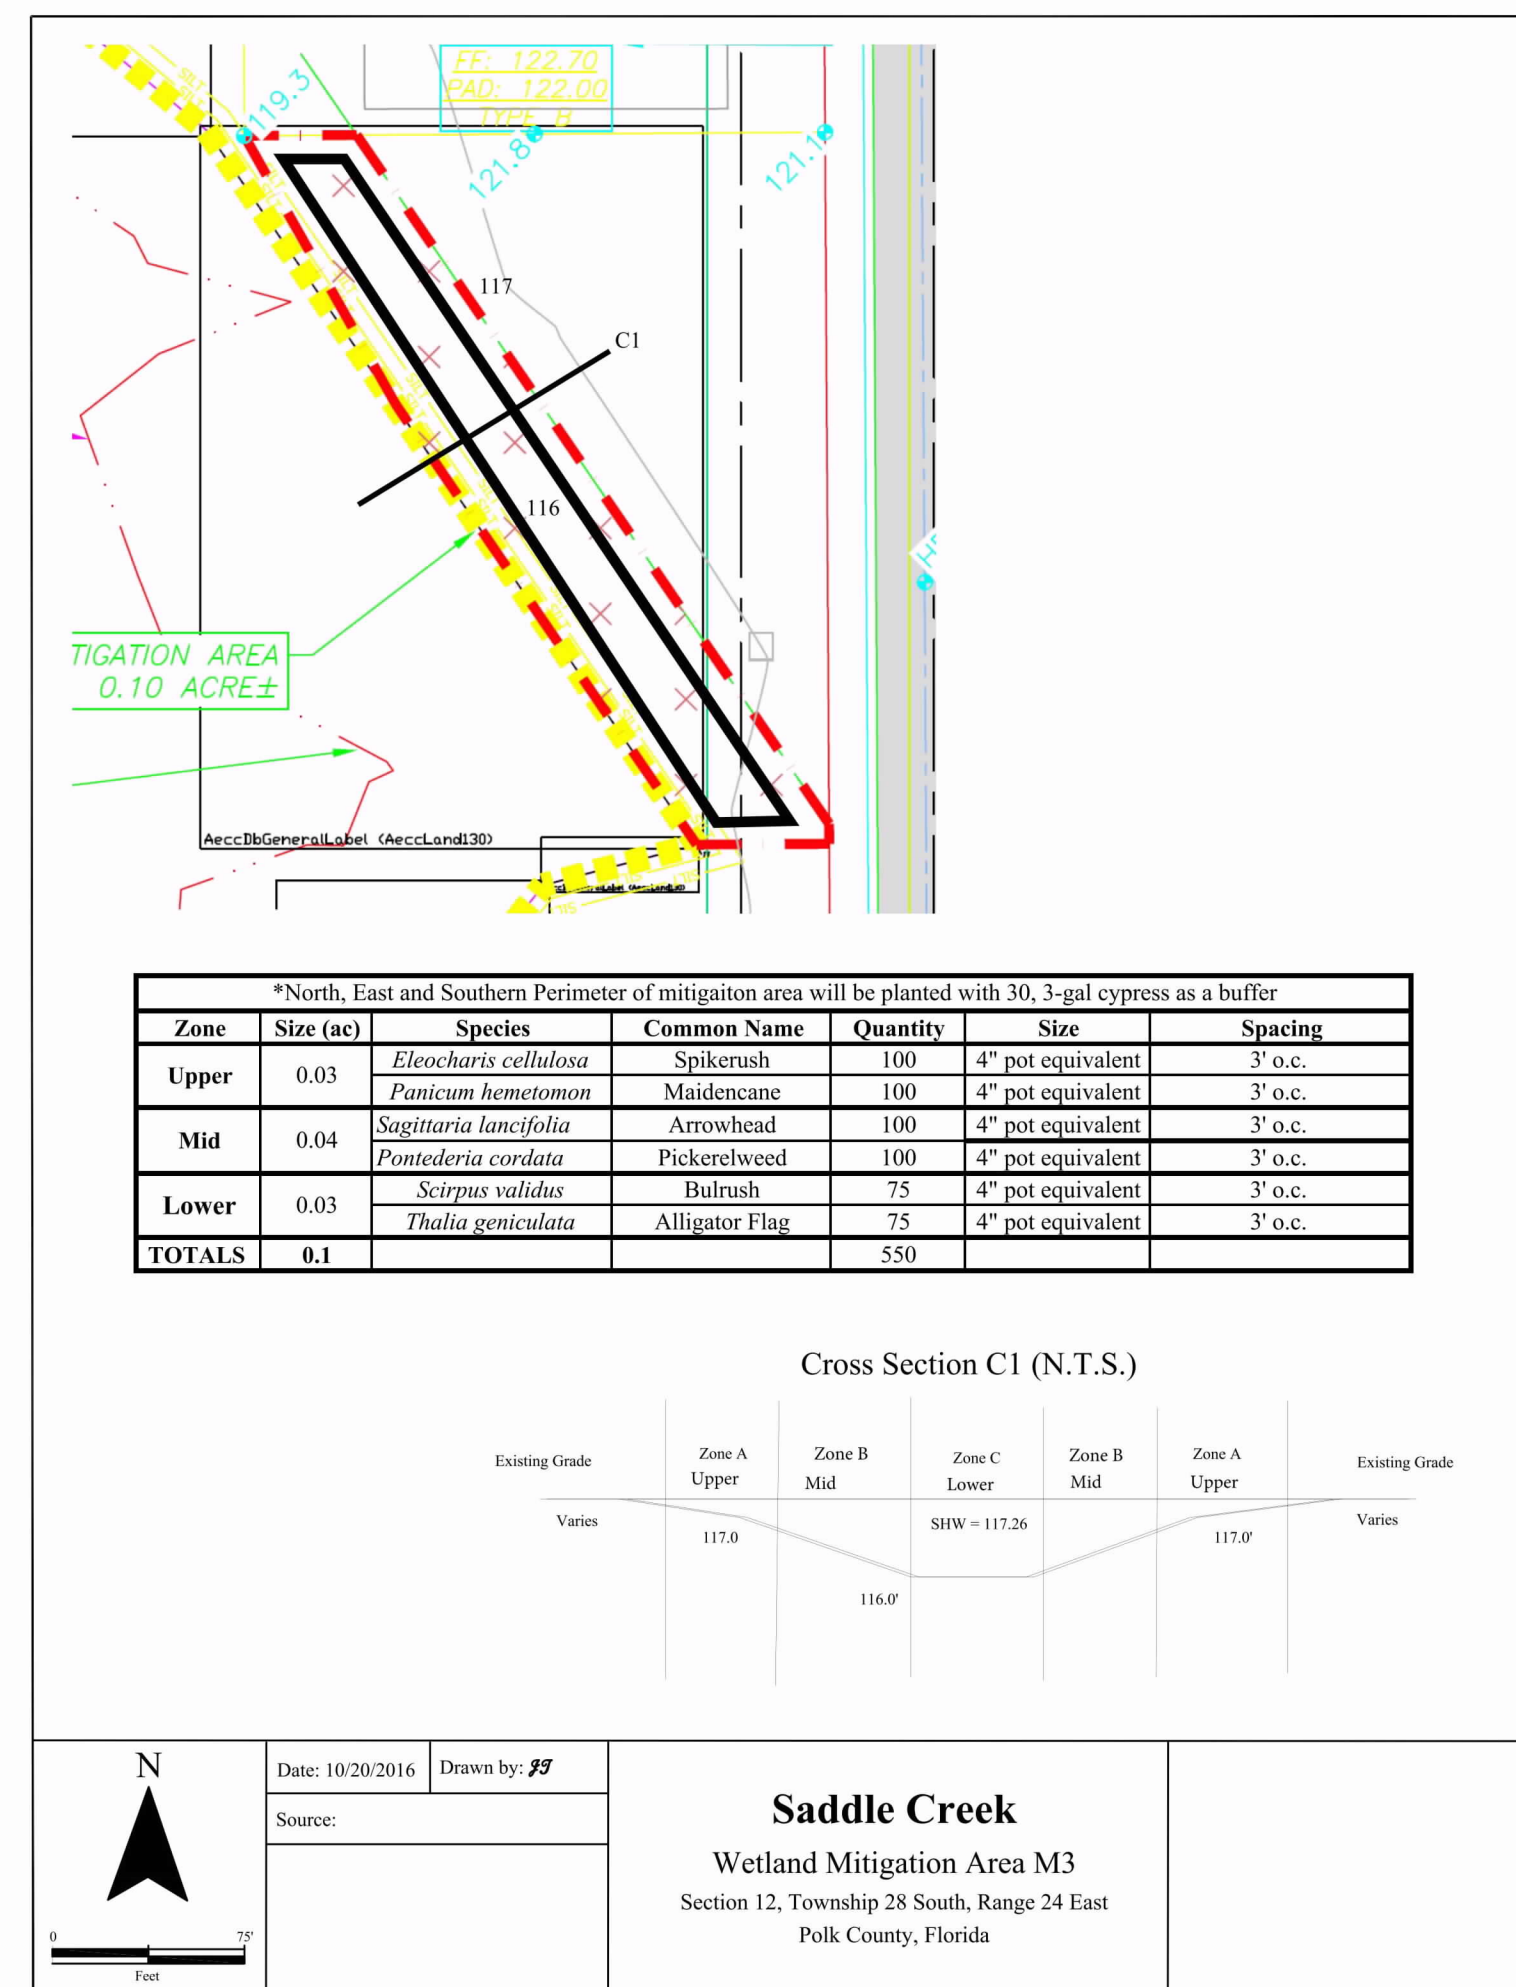 FF: 122.70
PAD: 122.00
TYPE B
119.3
121.8
121.1
SILT
SILT
117
C1
116
TIGATION AREA
0.10 ACRE±
AeccDbGeneralLabel (AeccLand130)
SILT
SILT
*North, East and Southern Perimeter of mitigaiton area will be planted with 30, 3-gal cypress as a buffer
Zone Size (ac) Species Common Name Quantity Size Spacing
Upper 0.03 Eleocharis cellulosa Spikerush 100 4" pot equivalent 3' o.c.
Panicum hemetomon Maidencane 100 4" pot equivalent 3' o.c.
Mid 0.04 Sagittaria lancifolia Arrowhead 100 4" pot equivalent 3' o.c.
Pontederia cordata Pickerelweed 100 4" pot equivalent 3' o.c.
Lower 0.03 Scirpus validus Bulrush 75 4" pot equivalent 3' o.c.
Thalia geniculata Alligator Flag 75 4" pot equivalent 3' o.c.
TOTALS 0.1 550
Cross Section C1 (N.T.S.)
Existing Grade Zone A Zone B Zone C Zone B Zone A Existing Grade
Upper Mid Lower Mid Upper
Varies SHW = 117.26 Varies
117.0 117.0'
116.0'
N
0 75'
Feet
Date: 10/20/2016 Drawn by: JT
Source:
Saddle Creek
Wetland Mitigation Area M3
Section 12, Township 28 South, Range 24 East
Polk County, Florida